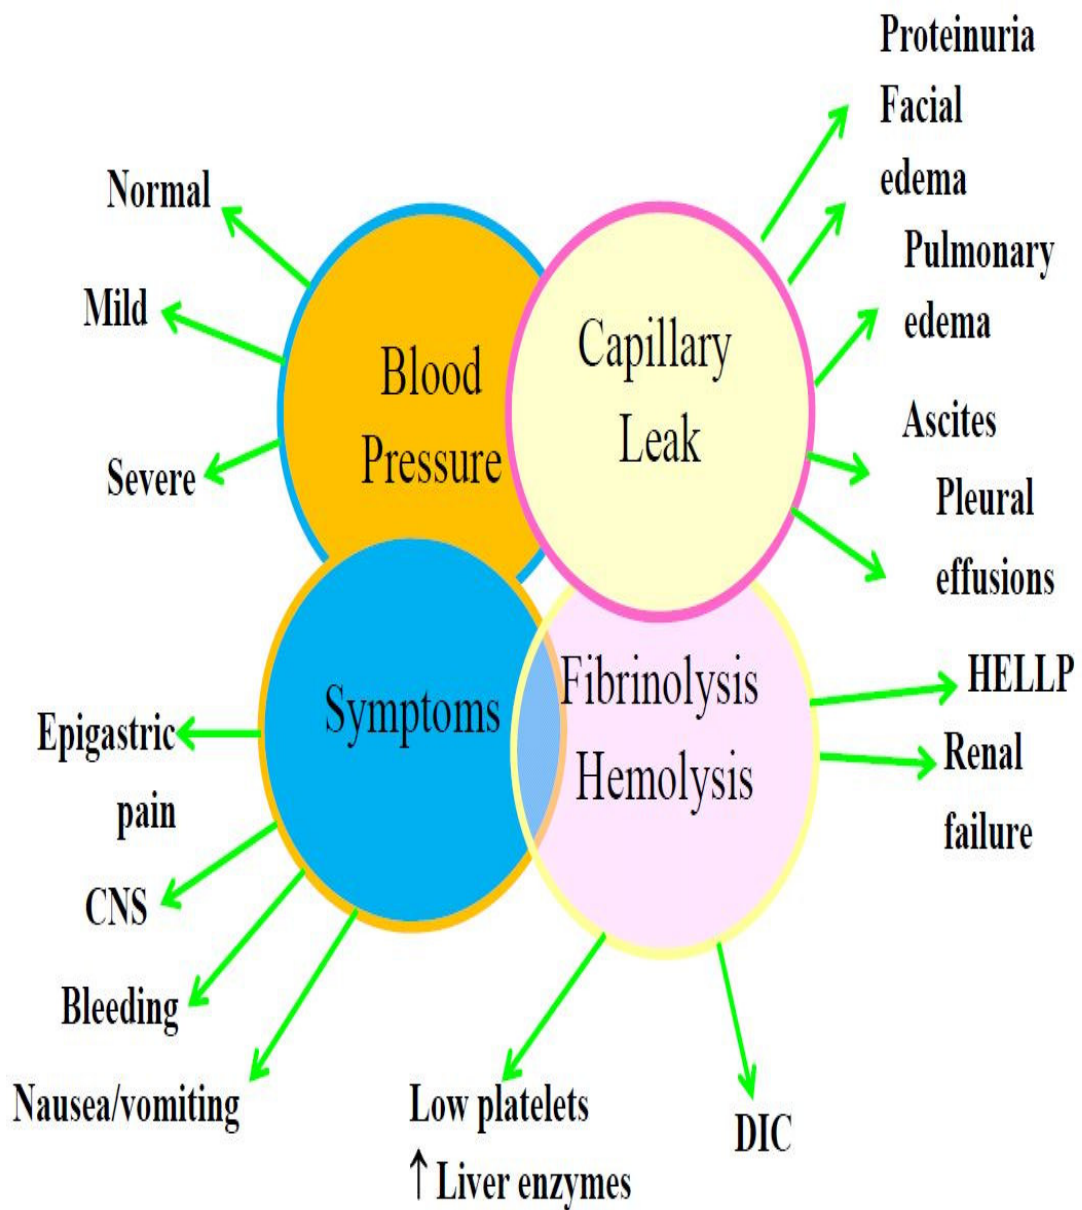 Proteinuria
Facial
edema
Pulmonary
edema
Ascites
Pleural
effusions
Normal
Mild
Severe
Blood
Pressure
Capillary
Leak
Symptoms
Fibrinolysis
Hemolysis
HELLP
Renal
failure
Epigastric
pain
CNS
Bleeding
Nausea/vomiting
Low platelets
↑ Liver enzymes
DIC